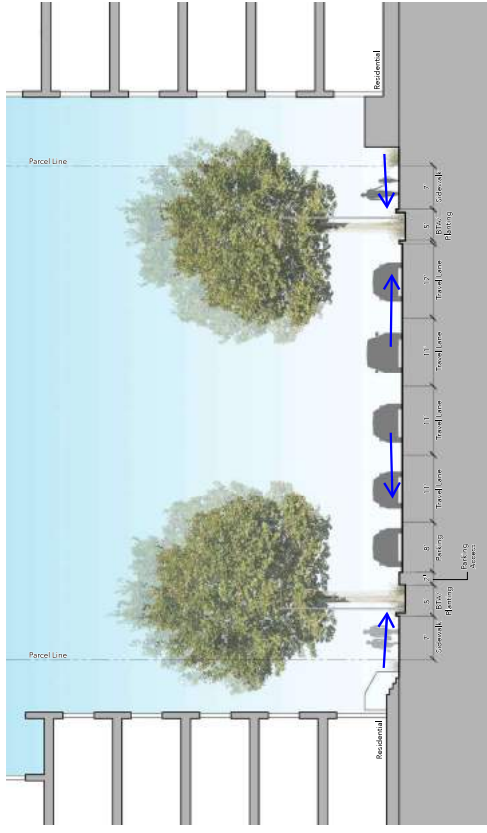 Parcel Line
Parcel Line
Residential
Residential
7
Sidewalk
5
BTA
Planting
Parking
Access
8
Parking
11
Travel Lane
11
Travel Lane
11
Travel Lane
12
Travel Lane
5
BTA
Planting
7
Sidewalk